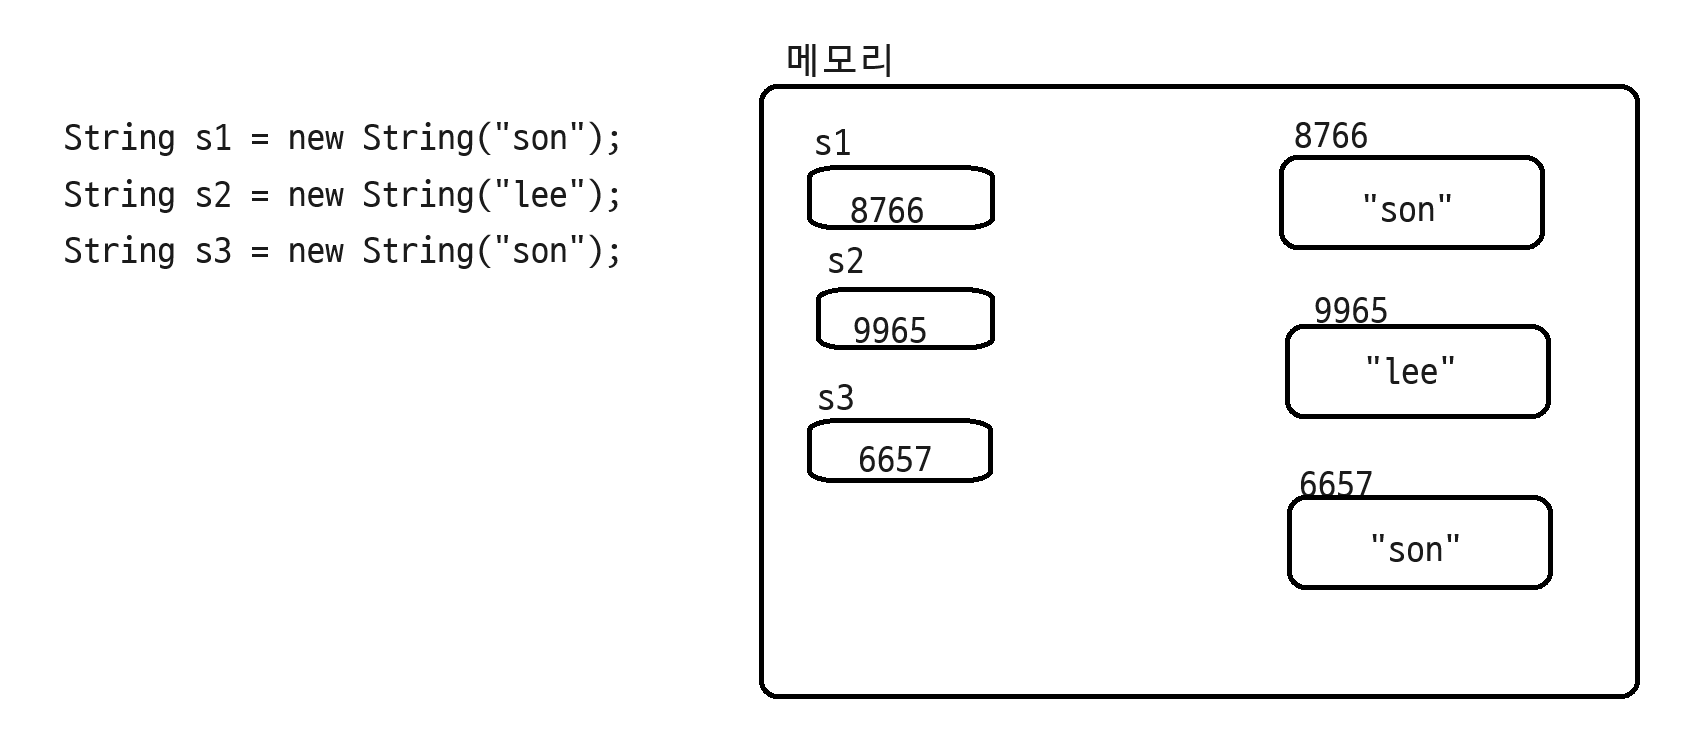 메모리
String s1 = new String("son");
String s2 = new String("lee");
String s3 = new String("son");
s1
8766
s2
9965
s3
6657
8766
"son"
9965
"lee"
6657
"son"